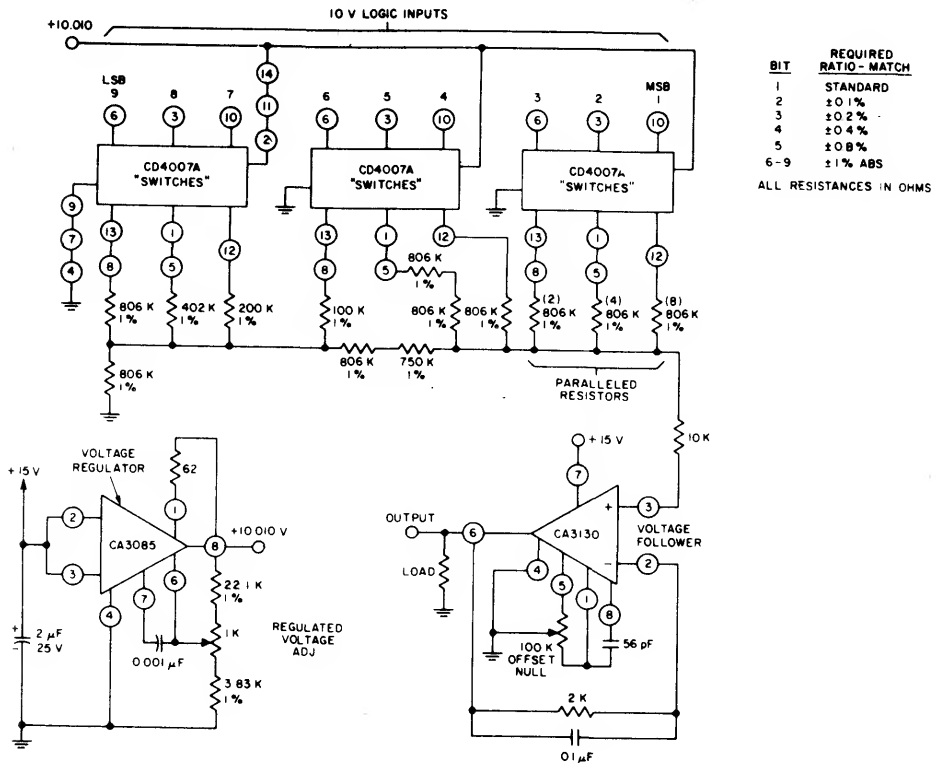 10 V LOGIC INPUTS
+10.010
LSB
9 8 7
6 5 4
3 2
MSB
1
14
11
2
6 3 10
6 3 10
6 3 10
CD4007A
"SWITCHES"
CD4007A
"SWITCHES"
CD4007A
"SWITCHES"
9
7
4
13 1 12
8 5
13 1 12
8 5
13 1 12
8 5
806 K
1%
402 K
1%
200 K
1%
100 K
1%
806 K
1%
806 K
1%
806 K
1%
(2)
806 K
1%
(4)
806 K
1%
(8)
806 K
1%
806 K
1%
806 K
1%
750 K
1%
PARALLELED
RESISTORS
BIT
REQUIRED
RATIO-MATCH
1 STANDARD
2 ±0 1%
3 ±0 2%
4 ±0 4%
5 ±0 8%
6-9 ±1% ABS
ALL RESISTANCES IN OHMS
VOLTAGE
REGULATOR
+15 V
62
1
2
3
CA3085
8
+10.010 V
4
7
6
22.1 K
1%
1K
REGULATED
VOLTAGE
ADJ
3 83 K
1%
0 001 µF
+
2 µF
25 V
-
10 K
+15 V
7
OUTPUT
6
CA3130
+
-
3
VOLTAGE
FOLLOWER
2
LOAD
4
5
1
8
100 K
OFFSET
NULL
56 pF
2 K
01 µF